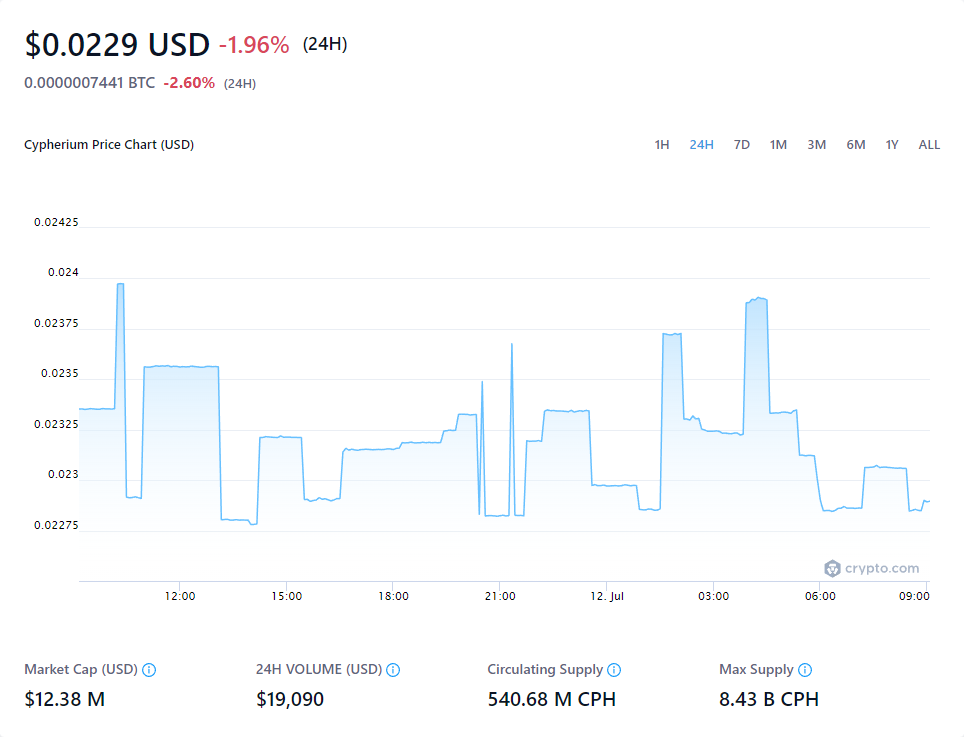 $0.0229 USD -1.96% (24H)
0.0000007441 BTC -2.60% (24H)
Cypherium Price Chart (USD) 1H 24H 7D 1M 3M 6M 1Y ALL
0.02425
0.024
0.02375
0.0235
0.02325
0.023
0.02275
crypto.com
12:00 15:00 18:00 21:00 12. Jul 03:00 06:00 09:00
Market Cap (USD) 24H VOLUME (USD) Circulating Supply Max Supply
$12.38 M $19,090 540.68 M CPH 8.43 B CPH